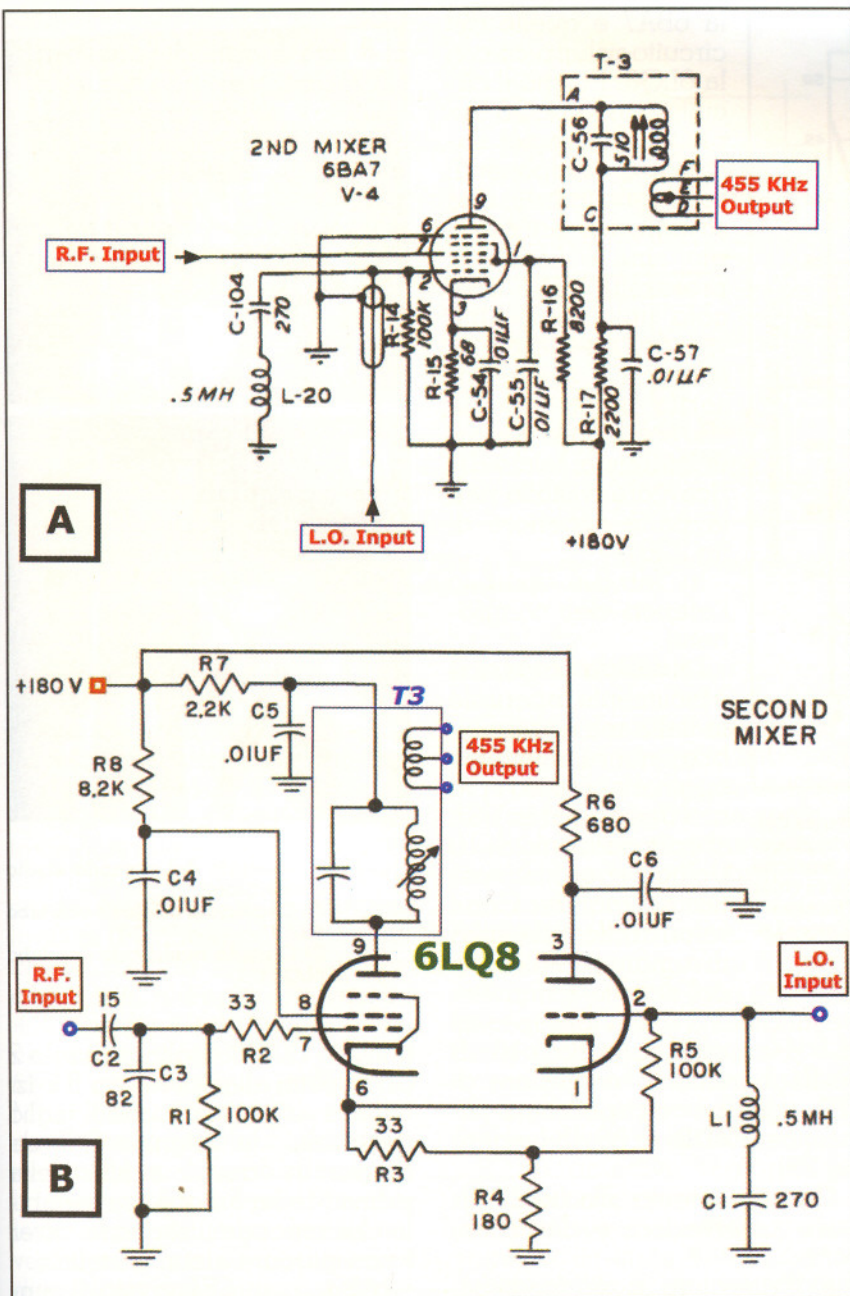 T-3
A
C-56
510
2ND MIXER
6BA7
V-4
9
F
E
D
455 KHz
Output
C
6
7
2
1
R.F. Input
C-104
270
R-14
100K
R-15
68
C-54
.01UF
C-55
.01UF
R-16
8200
R-17
2200
C-57
.01UF
.5MH
L-20
A
L.O. Input
+180V
+180 V
R7
2.2K
C5
.01UF
T3
455 KHz
Output
SECOND
MIXER
R8
8.2K
R6
680
C4
.01UF
C6
.01UF
9
6LQ8
3
R.F.
Input
15
C2
33
R2
8
7
2
L.O.
Input
C3
82
R1
100K
6
1
R5
100K
33
R3
L1
.5MH
B
R4
180
C1
270